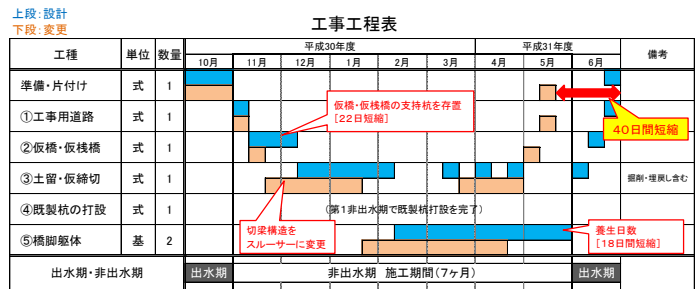 上段:設計
下段:変更
工事工程表
工種 単位 数量 平成30年度 平成31年度 備考
10月 11月 12月 1月 2月 3月 4月 5月 6月
準備・片付け 式 1
仮橋・仮桟橋の支持杭を存置
[22日短縮]
①工事用道路 式 1
40日間短縮
②仮橋・仮桟橋 式 1
③土留・仮締切 式 1 掘削・埋戻し含む
④既製杭の打設 式 1 (第1非出水期で既製杭打設を完了)
切梁構造を
スルーサーに変更
養生日数
[18日間短縮]
⑤橋脚躯体 基 2
出水期・非出水期 出水期 非出水期 施工期間(7ヶ月) 出水期